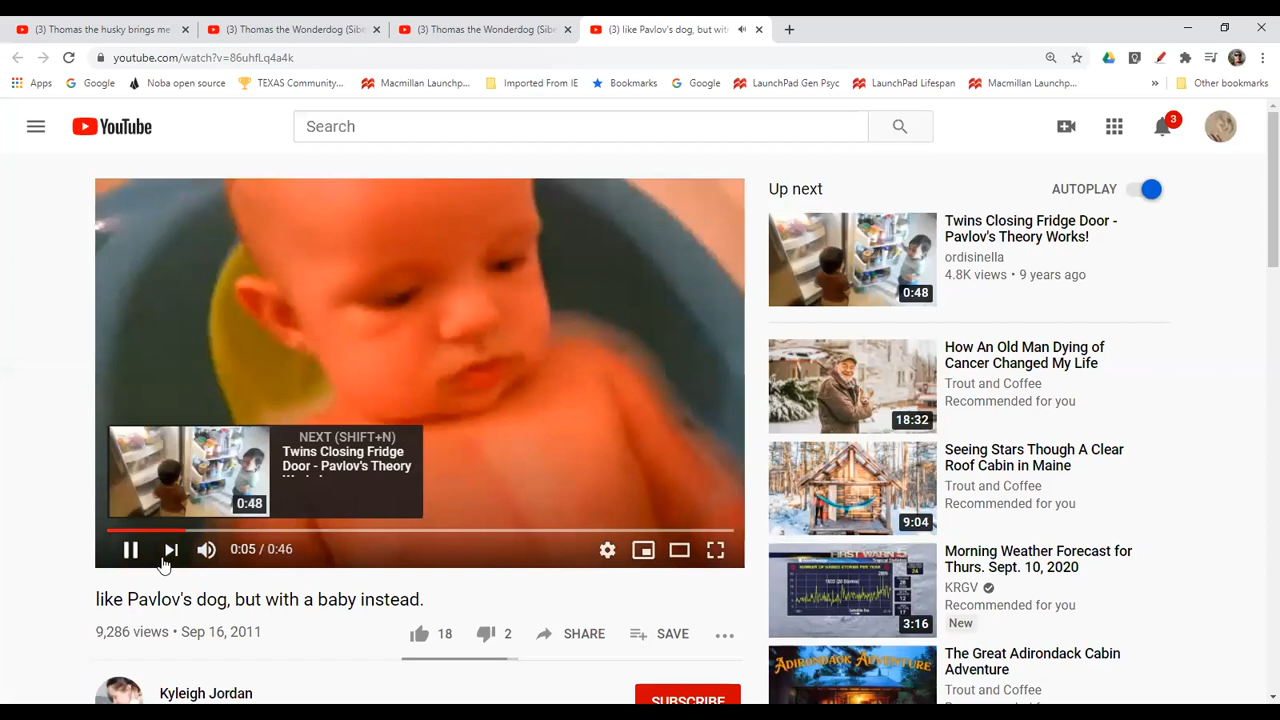 (3) Thomas the husky brings me
(3) Thomas the Wonderdog (Sib
(3) Thomas the Wonderdog (Sibe
(3) like Pavlov's dog, but wit
youtube.com/watch?v=86uhfLq4a4k
Apps
Google
Noba open source
TEXAS Community...
Macmillan Launchp...
Imported From IE
Bookmarks
Google
LaunchPad Gen Psyc
LaunchPad Lifespan
Macmillan Launchp...
»
Other bookmarks
YouTube
Search
3
Up next
AUTOPLAY
Twins Closing Fridge Door -
Pavlov's Theory Works!
ordisinella
4.8K views • 9 years ago
0:48
How An Old Man Dying of
Cancer Changed My Life
Trout and Coffee
Recommended for you
18:32
Seeing Stars Though A Clear
Roof Cabin in Maine
Trout and Coffee
Recommended for you
9:04
Morning Weather Forecast for
Thurs. Sept. 10, 2020
KRGV
Recommended for you
New
FIRST WARN 5
3:16
The Great Adirondack Cabin
Adventure
Trout and Coffee
ADIRONDACK ADVENTURE
NEXT (SHIFT+N)
Twins Closing Fridge
Door - Pavlov's Theory
0:48
0:05 / 0:46
like Pavlov's dog, but with a baby instead.
9,286 views • Sep 16, 2011
18
2
SHARE
SAVE
Kyleigh Jordan
SUBSCRIBE